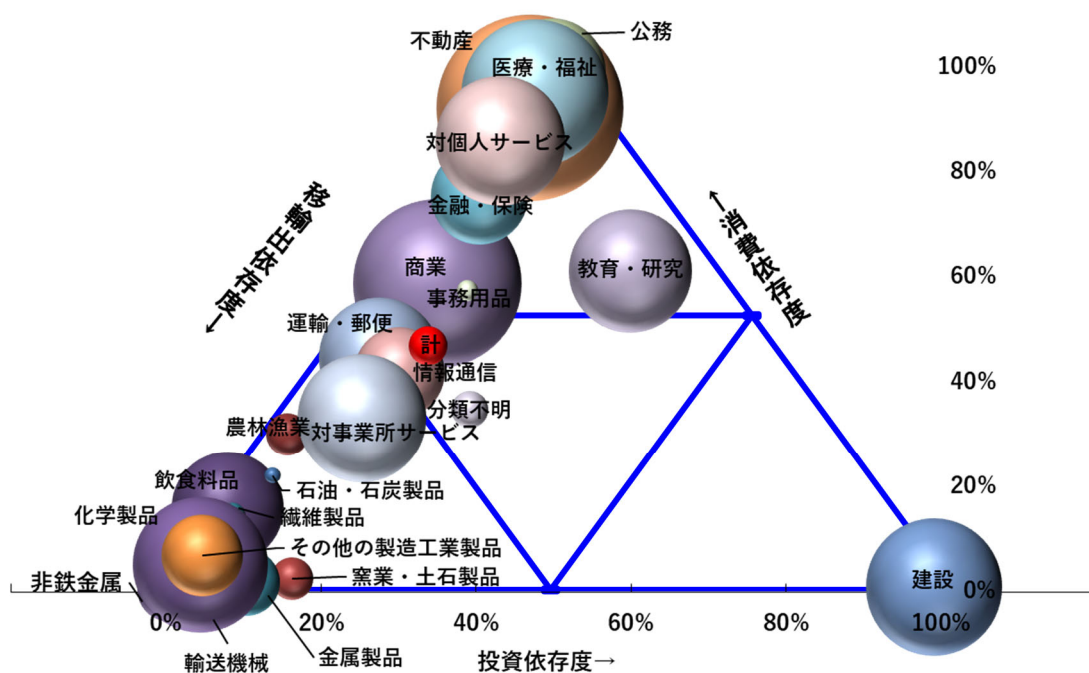 公務
不動産
100%
医療・福祉
対個人サービス
80%
移輸出依存度→
金融・保険
←消費依存度
商業
教育・研究
60%
事務用品
運輸・郵便
計
情報通信
40%
分類不明
農林漁業
対事業所サービス
飲食料品
20%
石油・石炭製品
化学製品
繊維製品
その他の製造工業製品
非鉄金属
窯業・土石製品
建設
0%
0%
20%
40%
60%
80%
100%
輸送機械
金属製品
投資依存度→